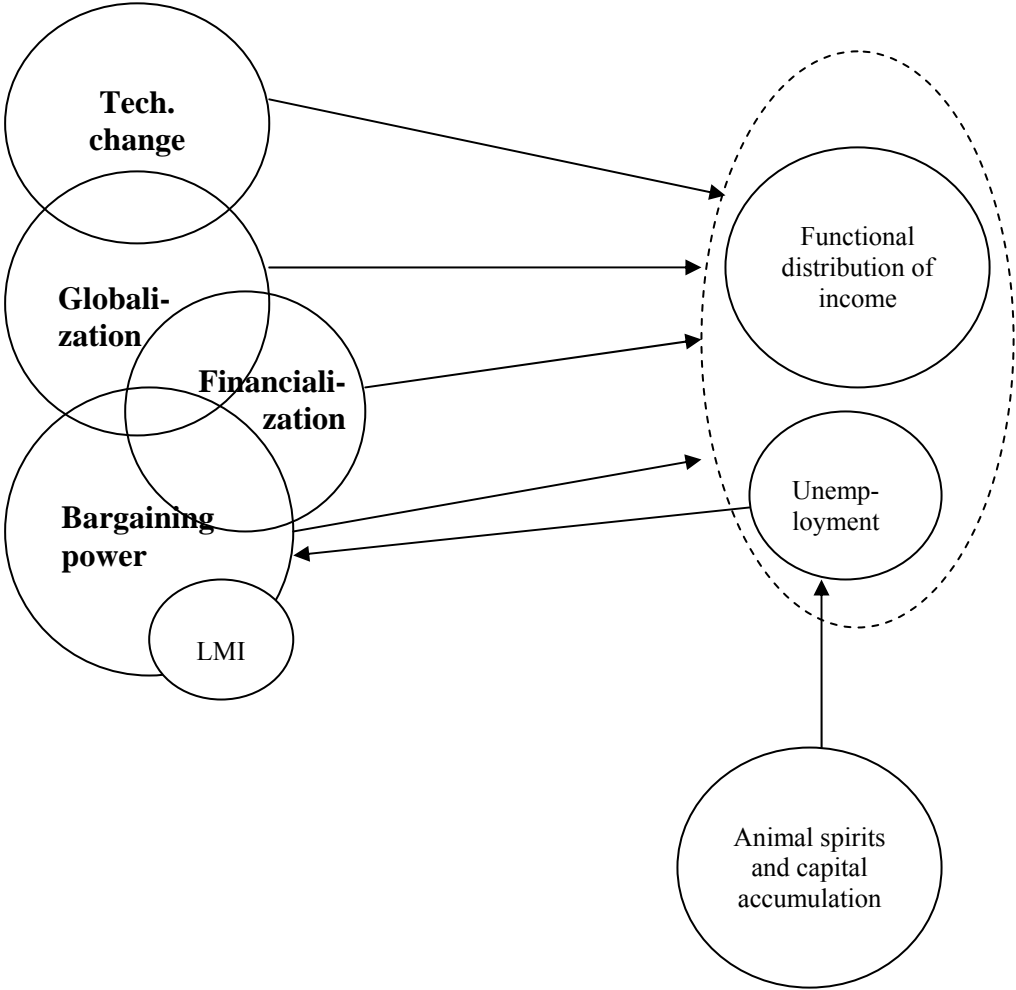 Tech.
change
Globali-
zation
Financiali-
zation
Bargaining
power
LMI
Functional
distribution of
income
Unemp-
loyment
Animal spirits
and capital
accumulation